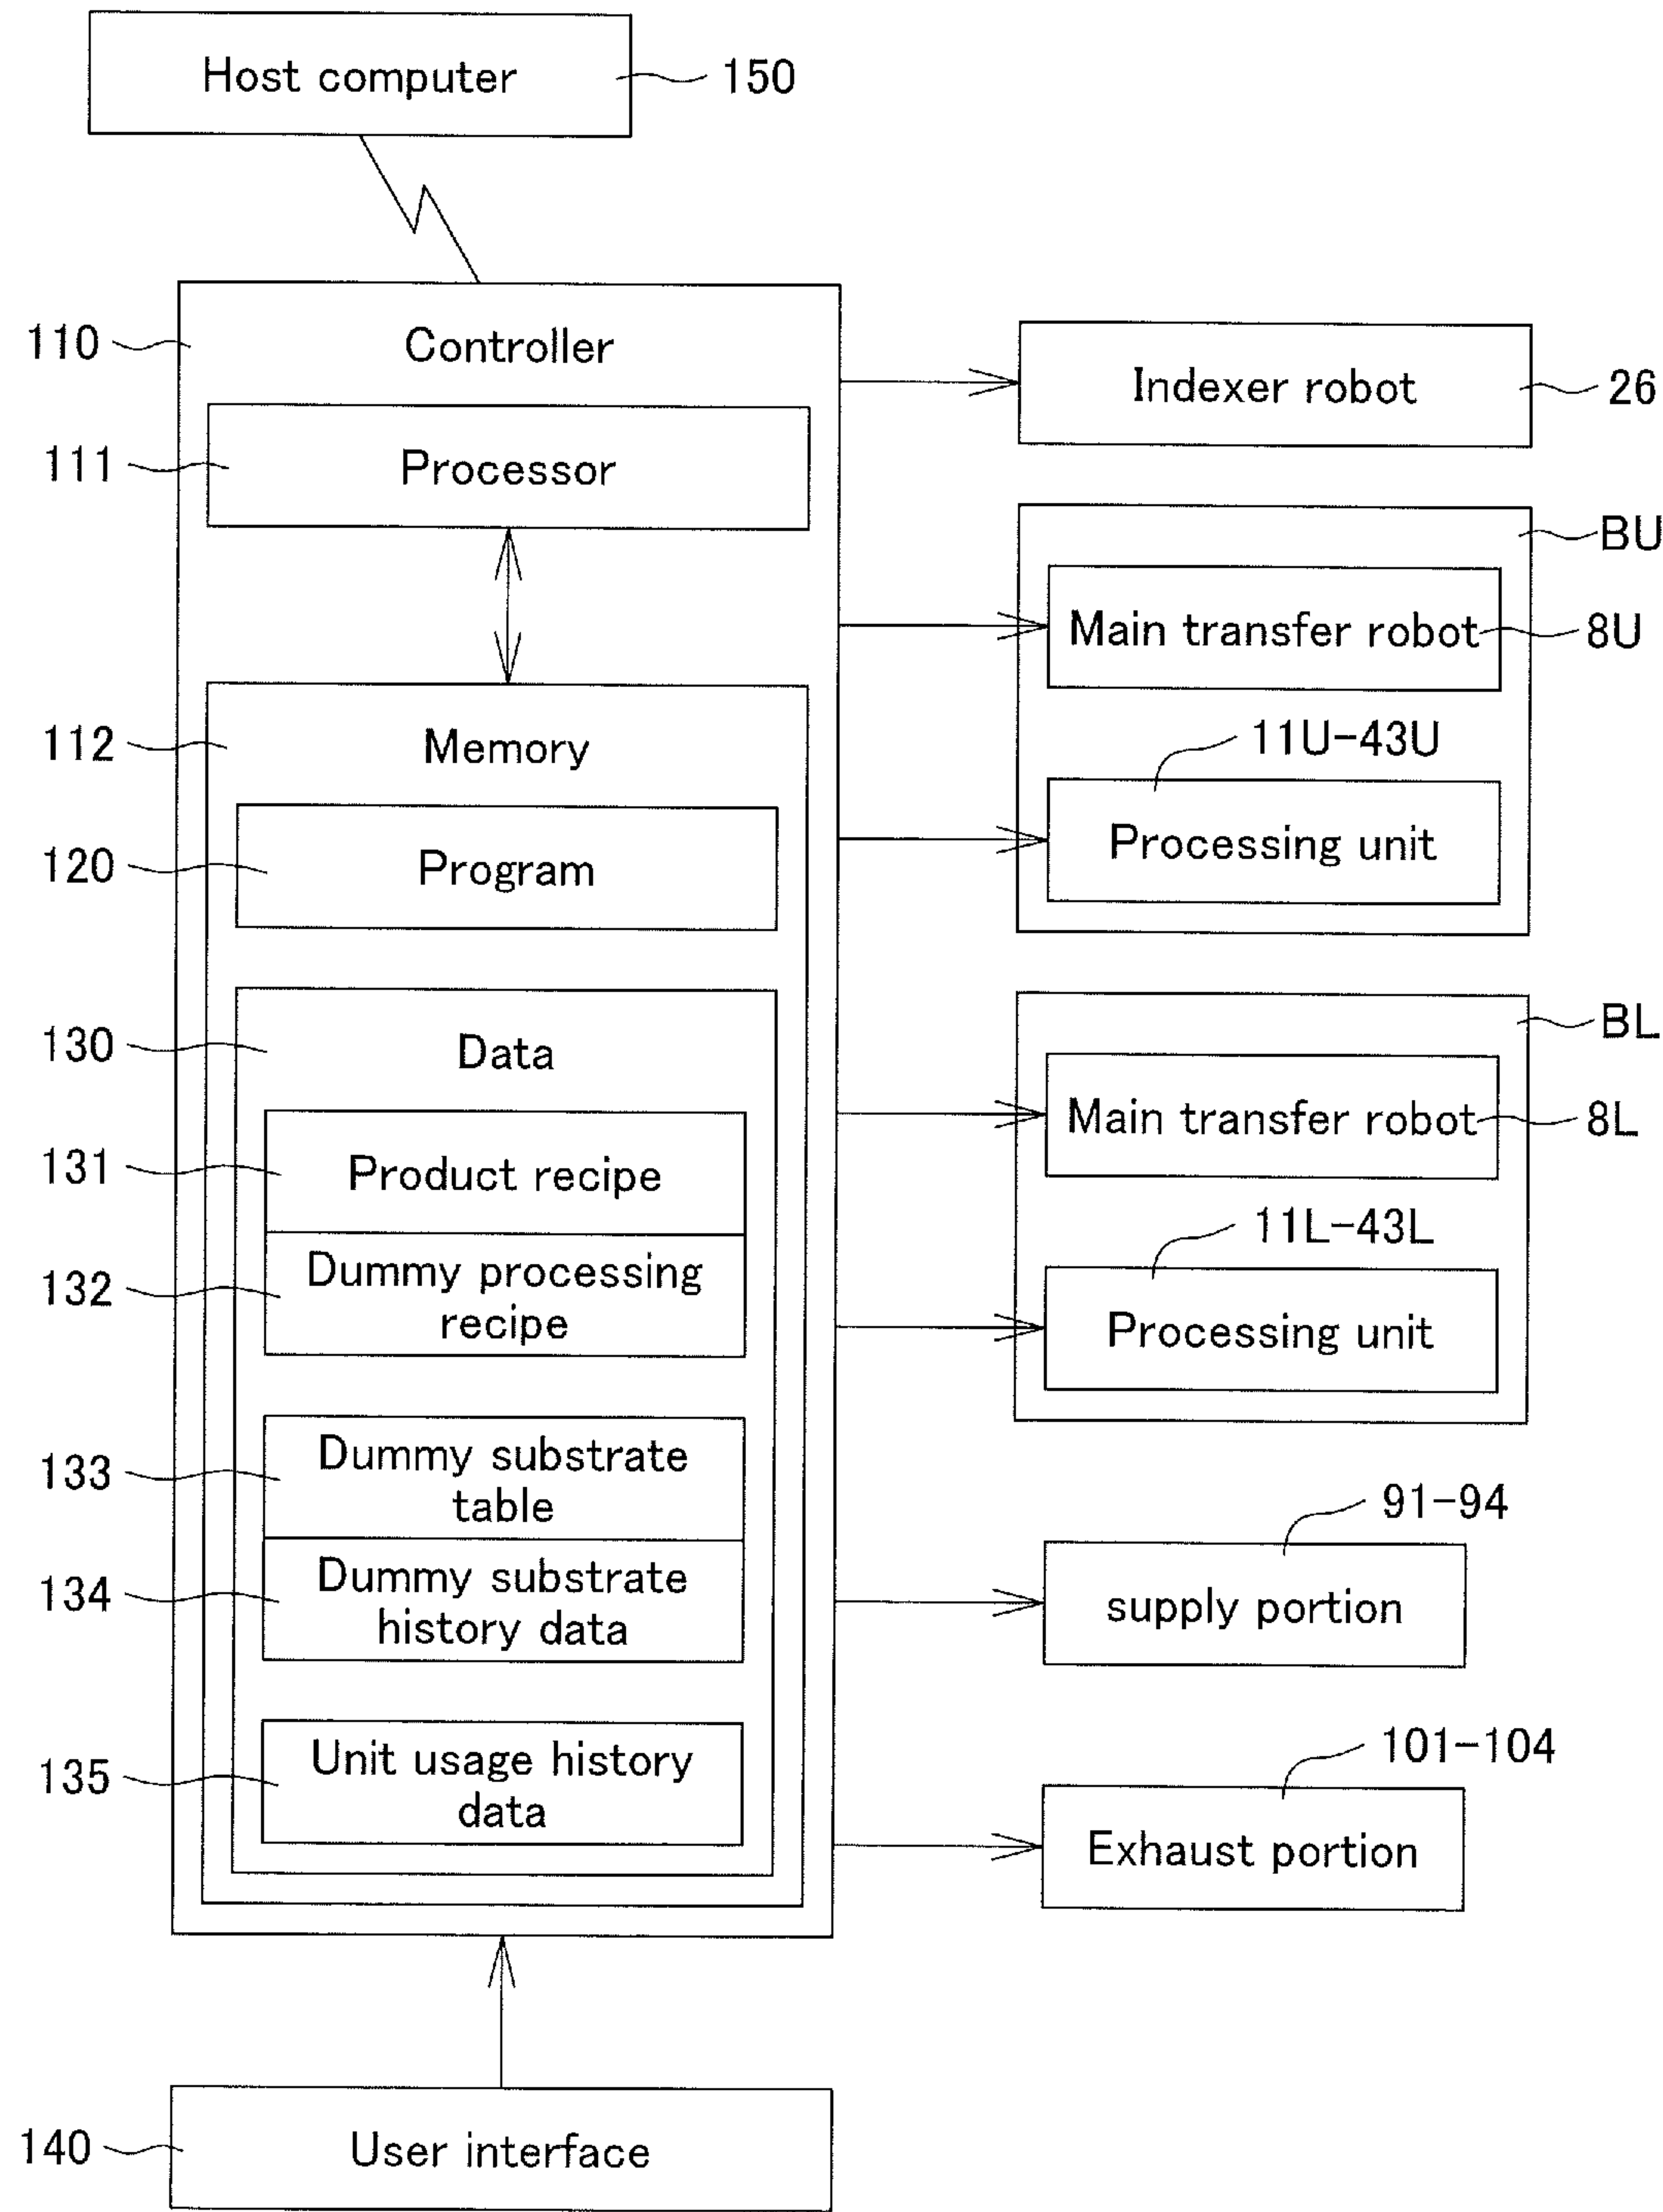 Host computer
150
110
Controller
Indexer robot
26
111
Processor
BU
Main transfer robot
8U
112
Memory
11U-43U
120
Program
Processing unit
BL
130
Data
Main transfer robot
8L
131
Product recipe
11L-43L
132
Dummy processing
recipe
Processing unit
133
Dummy substrate
table
91-94
134
Dummy substrate
history data
supply portion
101-104
135
Unit usage history
data
Exhaust portion
140
User interface